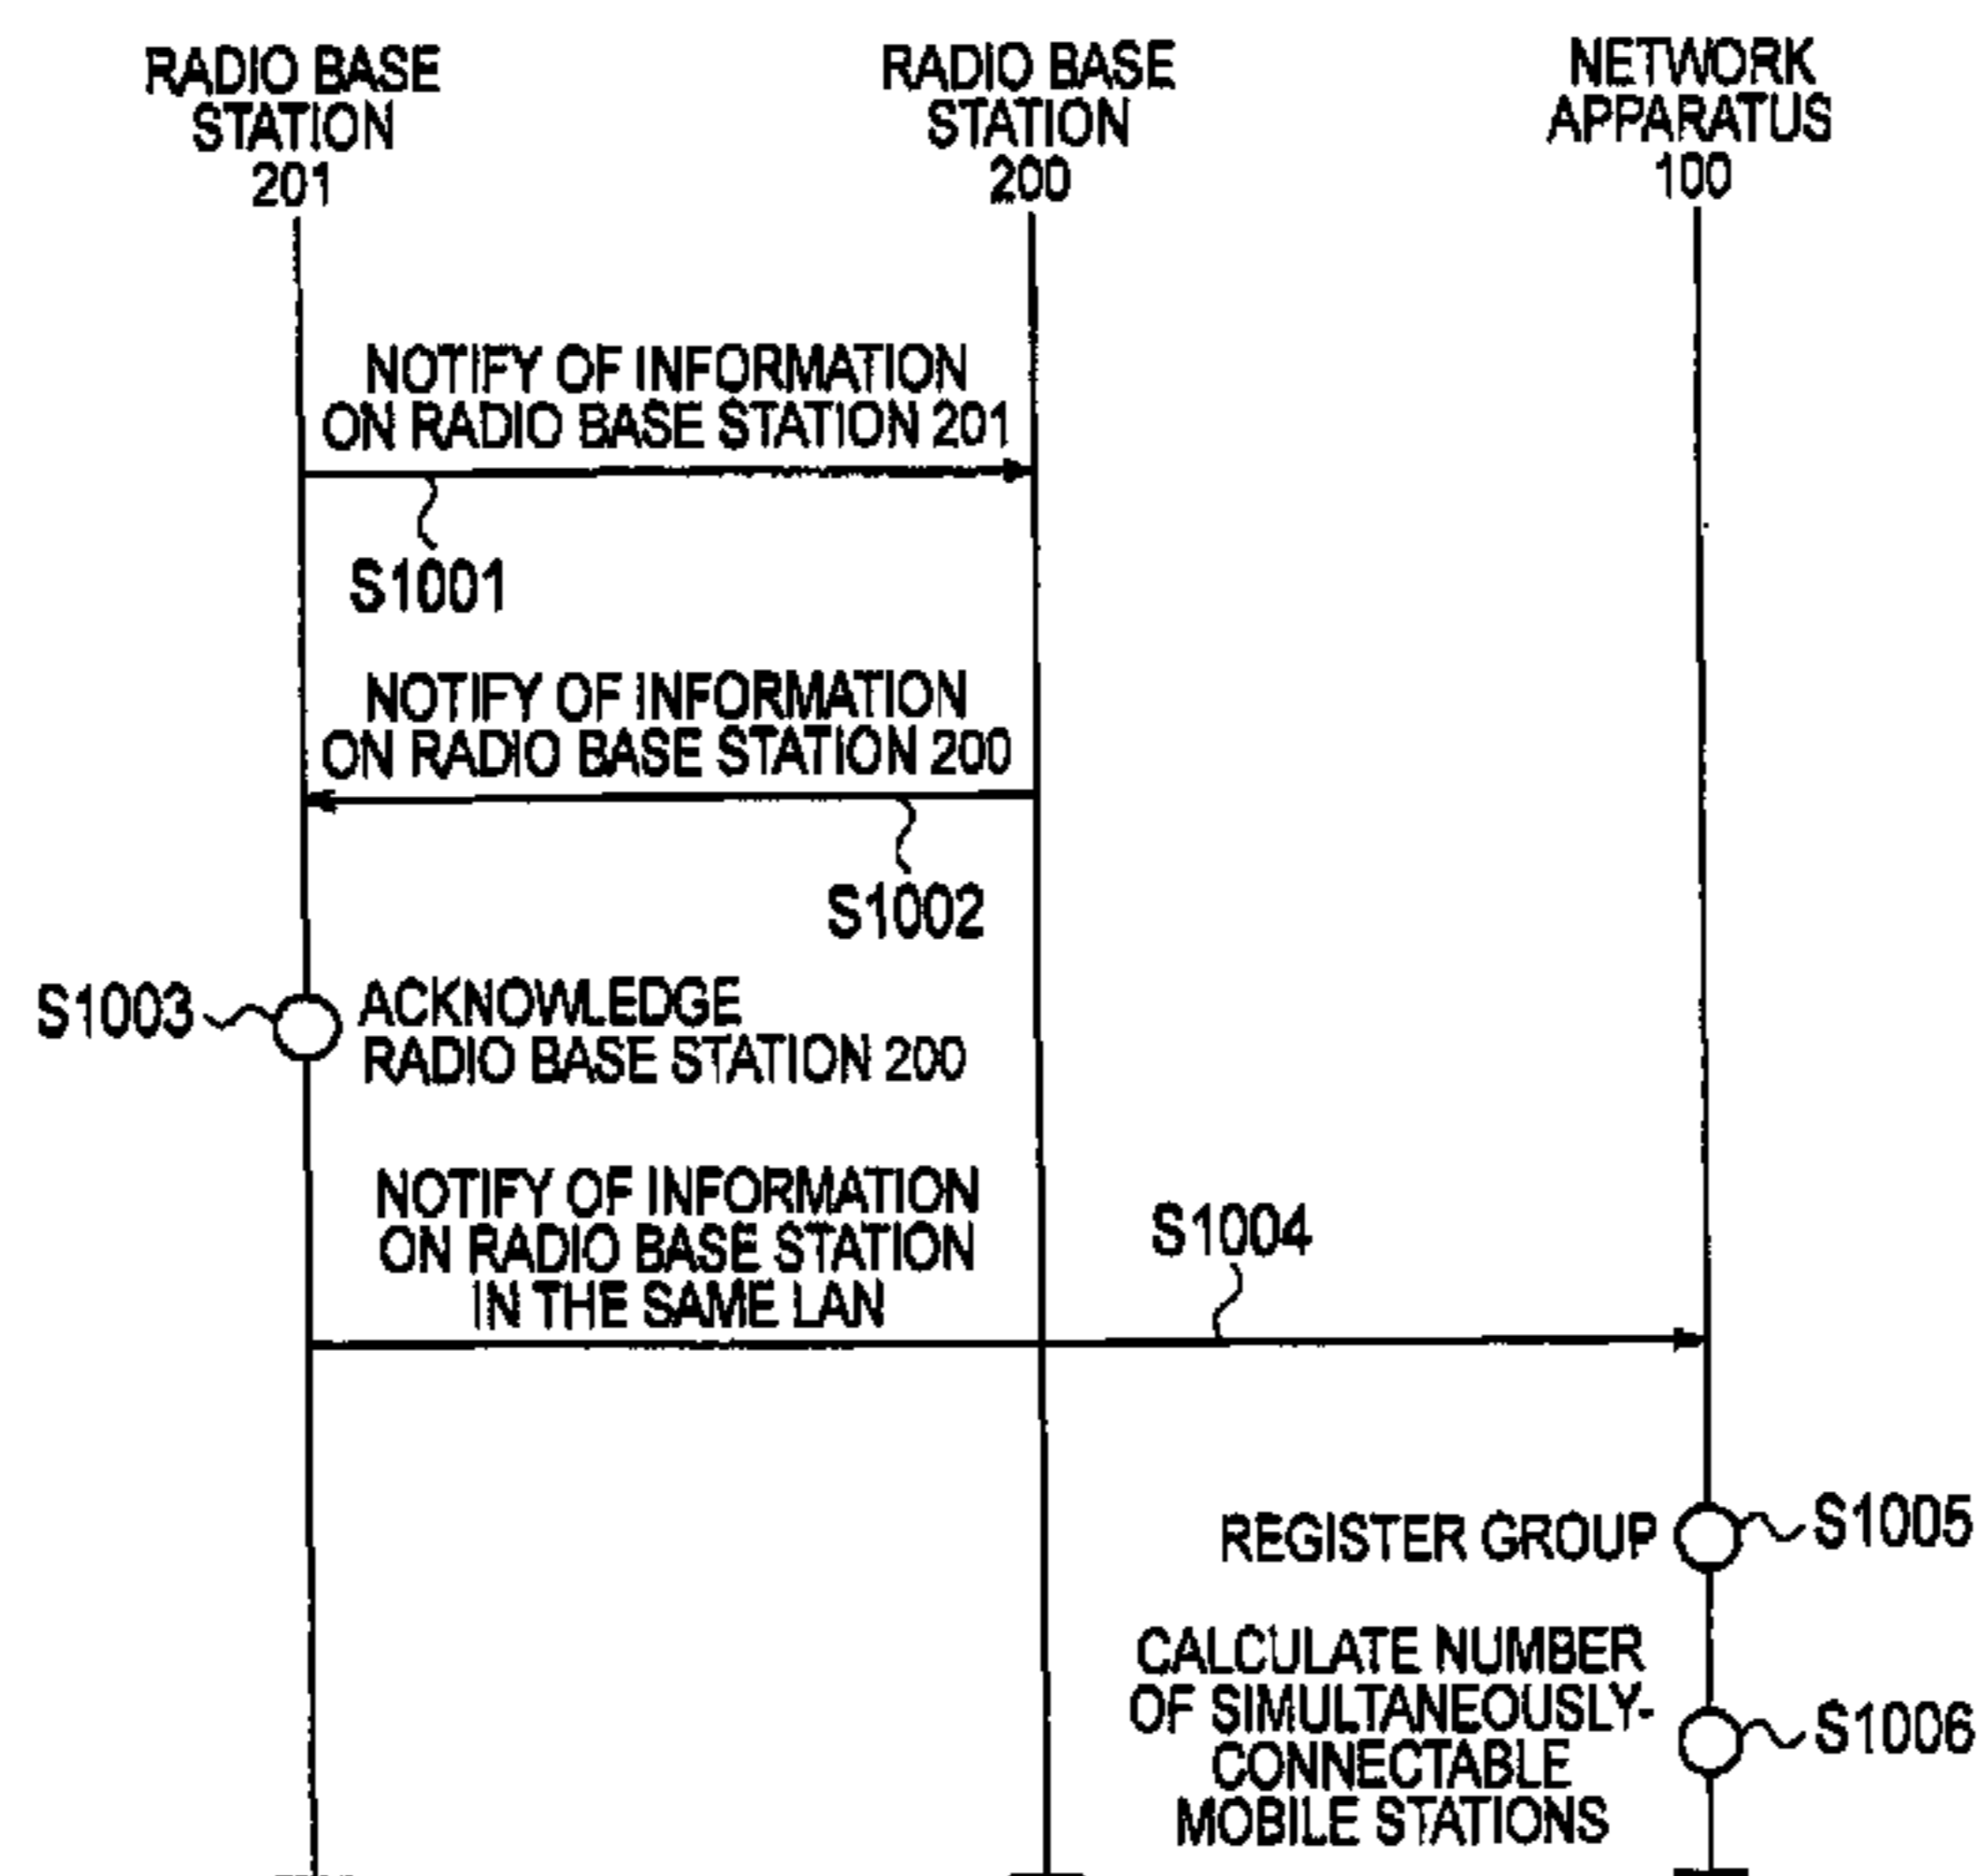 RADIO BASE
STATION
201
RADIO BASE
STATION
200
NETWORK
APPARATUS
100
NOTIFY OF INFORMATION
ON RADIO BASE STATION 201
S1001
NOTIFY OF INFORMATION
ON RADIO BASE STATION 200
S1002
S1003
ACKNOWLEDGE
RADIO BASE STATION 200
NOTIFY OF INFORMATION
ON RADIO BASE STATION
IN THE SAME LAN
S1004
REGISTER GROUP
S1005
CALCULATE NUMBER
OF SIMULTANEOUSLY-
CONNECTABLE
MOBILE STATIONS
S1006